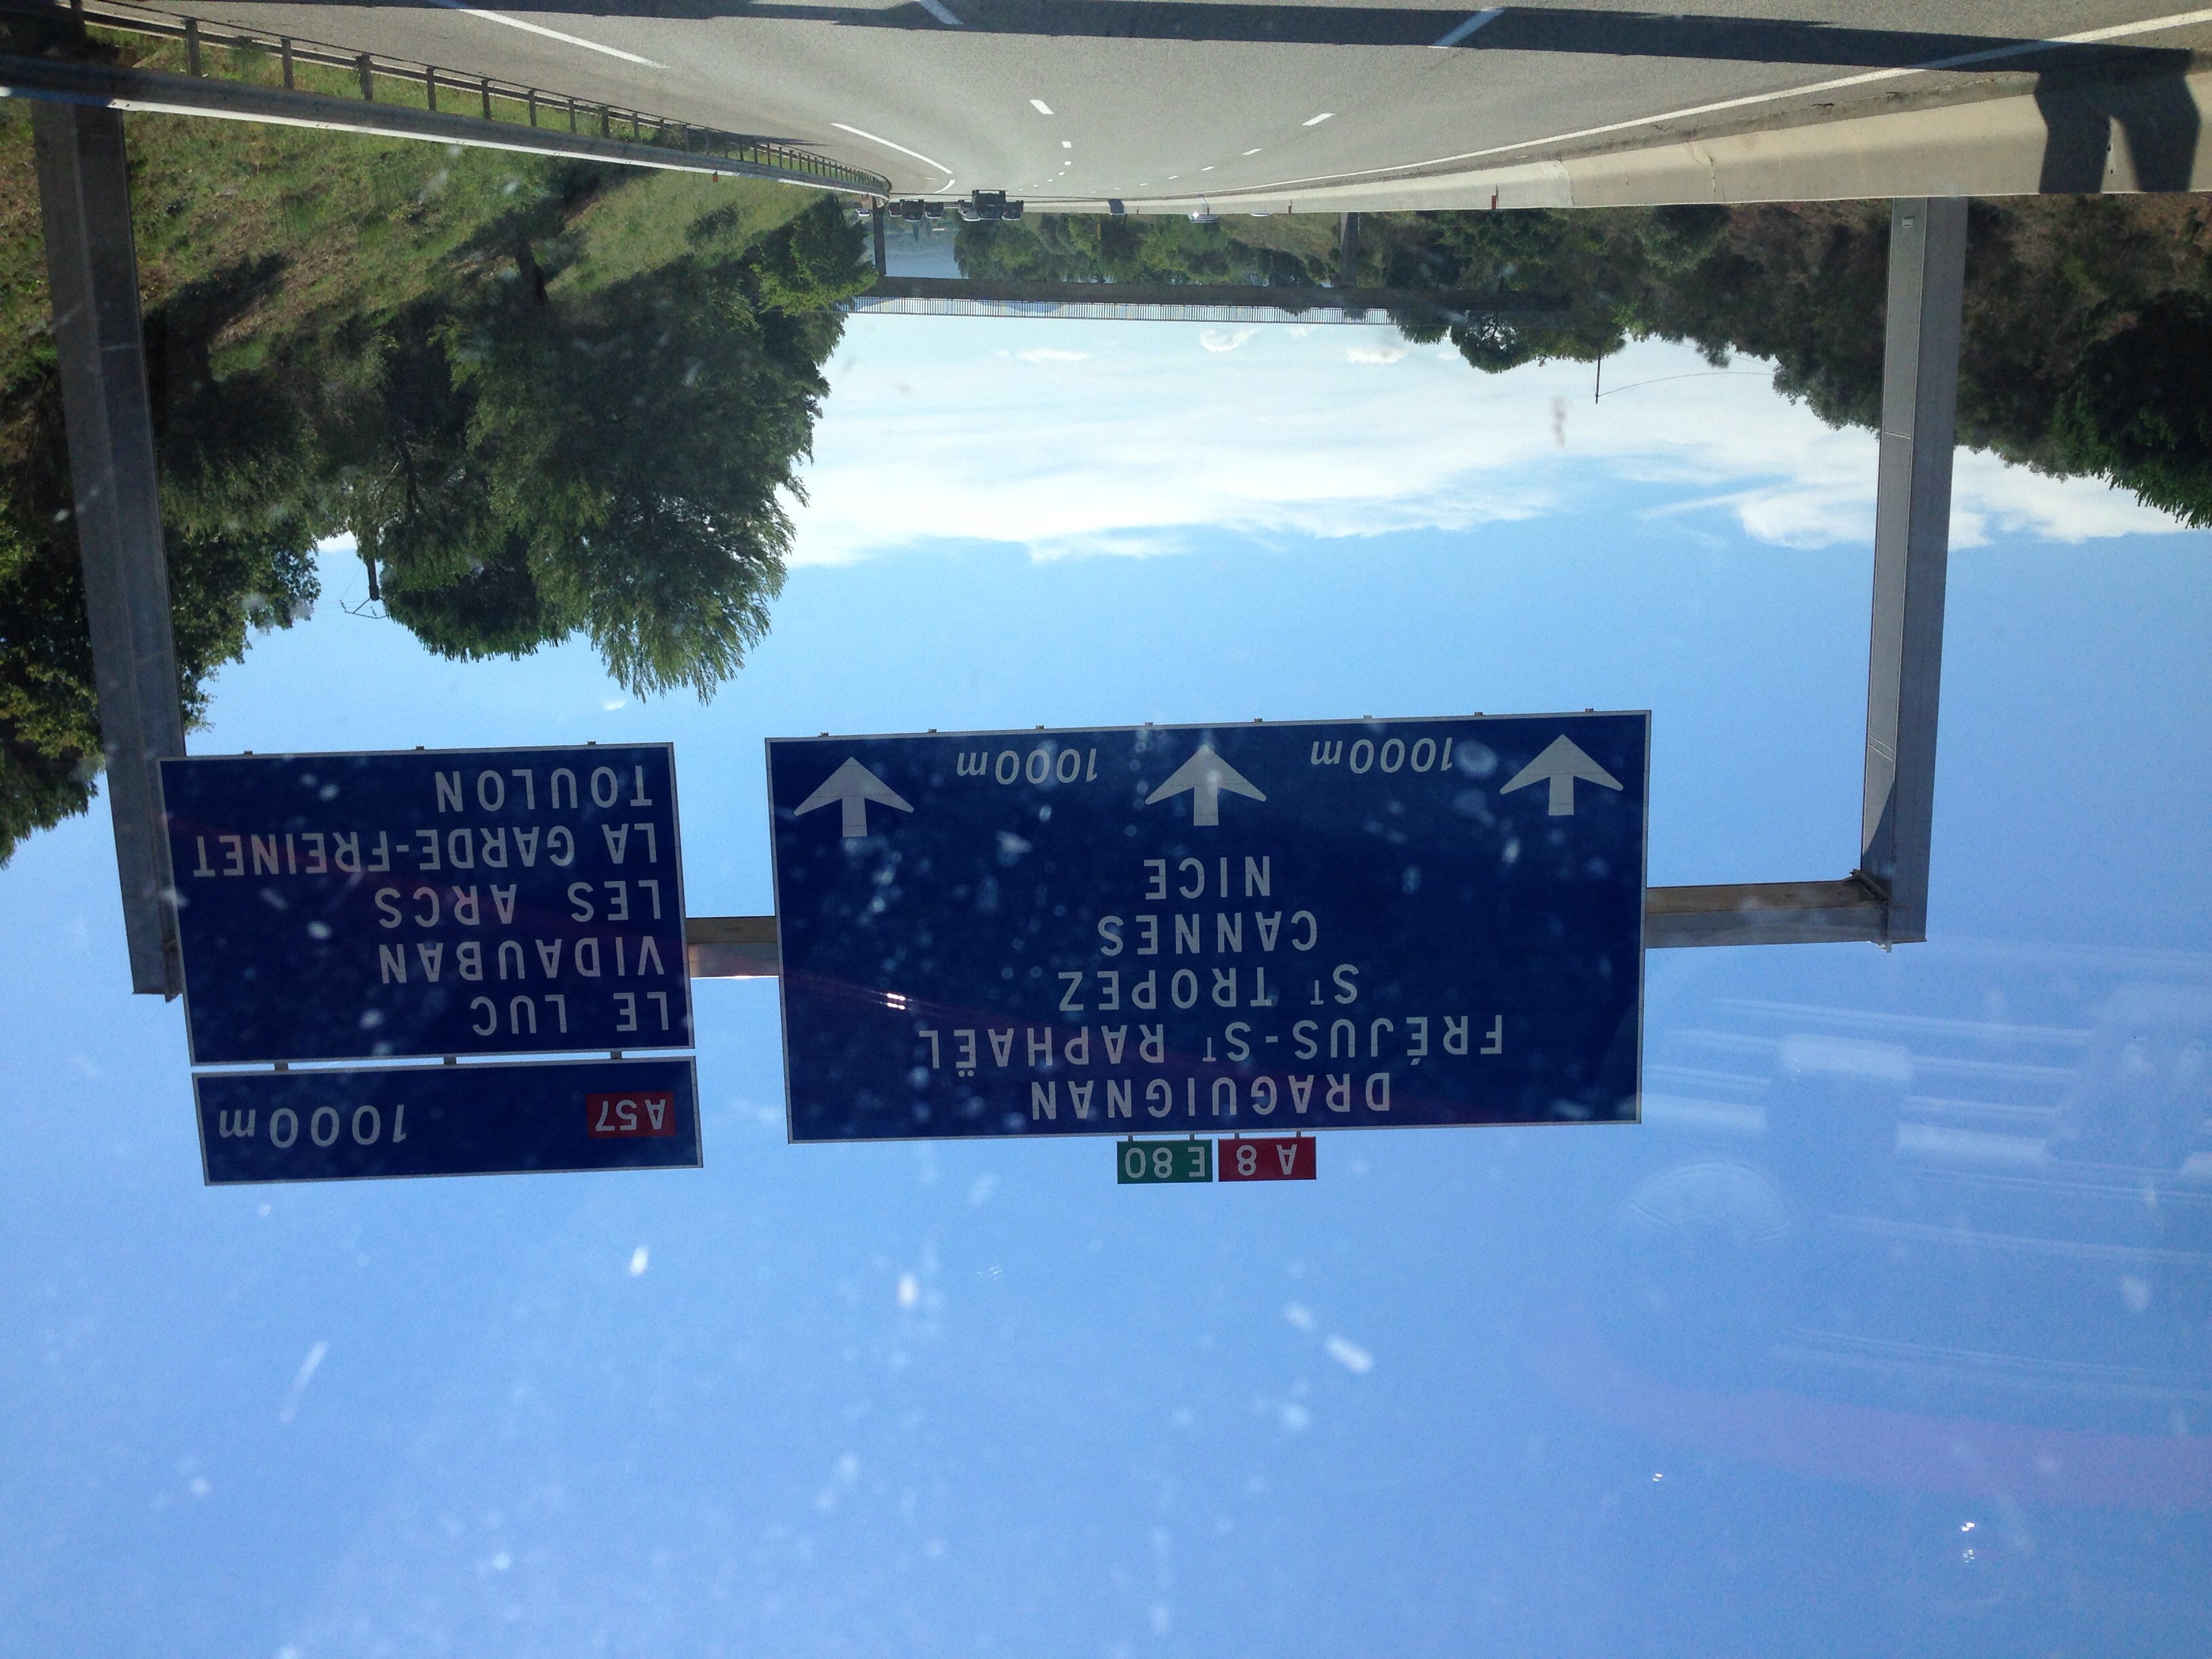 A 8 E 80
DRAGUIGNAN
FRÉJUS-ST RAPHAËL
ST TROPEZ
CANNES
NICE
1000m 1000m
A57 1000m
LE LUC
VIDAUBAN
LES ARCS
LA GARDE-FREINET
TOULON